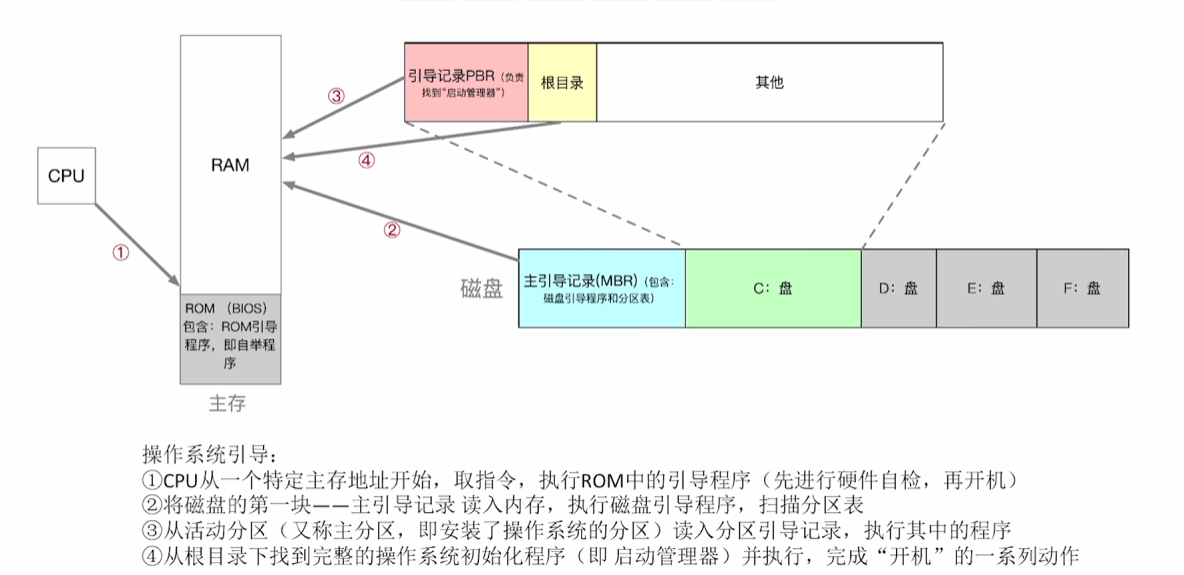 引导记录PBR（负责
找到“启动管理器”）
根目录
其他
③
④
RAM
CPU
②
①
主引导记录(MBR)（包含：
磁盘引导程序和分区表）
C：盘
D：盘
E：盘
F：盘
磁盘
ROM （BIOS）
包含：ROM引导
程序，即自举程
序
主存
操作系统引导：
①CPU从一个特定主存地址开始，取指令，执行ROM中的引导程序（先进行硬件自检，再开机）
②将磁盘的第一块——主引导记录 读入内存，执行磁盘引导程序，扫描分区表
③从活动分区（又称主分区，即安装了操作系统的分区）读入分区引导记录，执行其中的程序
④从根目录下找到完整的操作系统初始化程序（即 启动管理器）并执行，完成“开机”的一系列动作